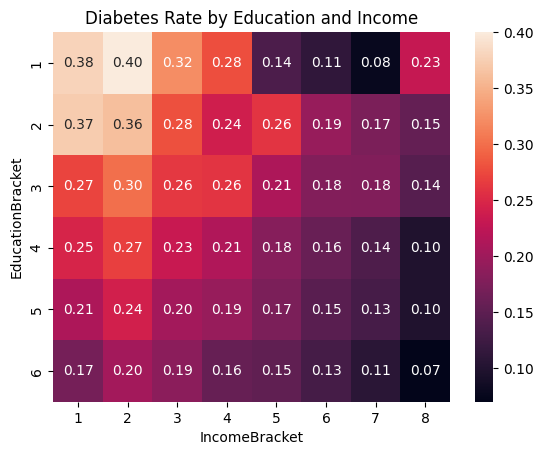 Diabetes Rate by Education and Income
1 0.38 0.40 0.32 0.28 0.14 0.11 0.08 0.23
2 0.37 0.36 0.28 0.24 0.26 0.19 0.17 0.15
3 0.27 0.30 0.26 0.26 0.21 0.18 0.18 0.14
4 0.25 0.27 0.23 0.21 0.18 0.16 0.14 0.10
5 0.21 0.24 0.20 0.19 0.17 0.15 0.13 0.10
6 0.17 0.20 0.19 0.16 0.15 0.13 0.11 0.07
1 2 3 4 5 6 7 8
EducationBracket
IncomeBracket
0.40
0.35
0.30
0.25
0.20
0.15
0.10